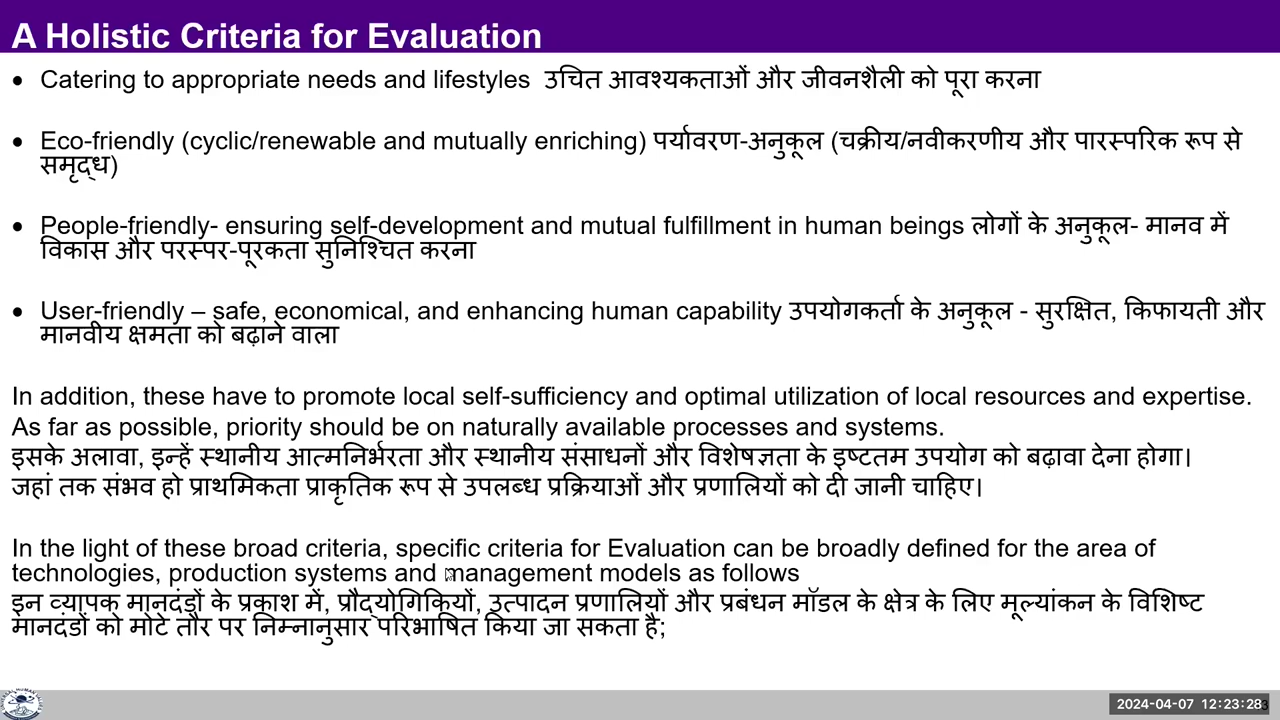 A Holistic Criteria for Evaluation
• Catering to appropriate needs and lifestyles उचित आवश्यकताओं और जीवनशैली को पूरा करना
• Eco-friendly (cyclic/renewable and mutually enriching) पर्यावरण-अनुकूल (चक्रीय/नवीकरणीय और पारस्परिक रूप से
समृद्ध)
• People-friendly- ensuring self-development and mutual fulfillment in human beings लोगों के अनुकूल- मानव में
विकास और परस्पर-पूरकता सुनिश्चित करना
• User-friendly – safe, economical, and enhancing human capability उपयोगकर्ता के अनुकूल - सुरक्षित, किफायती और
मानवीय क्षमता को बढ़ाने वाला
In addition, these have to promote local self-sufficiency and optimal utilization of local resources and expertise.
As far as possible, priority should be on naturally available processes and systems.
इसके अलावा, इन्हें स्थानीय आत्मनिर्भरता और स्थानीय संसाधनों और विशेषज्ञता के इष्टतम उपयोग को बढ़ावा देना होगा।
जहां तक संभव हो प्राथमिकता प्राकृतिक रूप से उपलब्ध प्रक्रियाओं और प्रणालियों को दी जानी चाहिए।
In the light of these broad criteria, specific criteria for Evaluation can be broadly defined for the area of
technologies, production systems and management models as follows
इन व्यापक मानदंडों के प्रकाश में, प्रौद्योगिकियों, उत्पादन प्रणालियों और प्रबंधन मॉडल के क्षेत्र के लिए मूल्यांकन के विशिष्ट
मानदंडों को मोटे तौर पर निम्नानुसार परिभाषित किया जा सकता है;
2024-04-07 12:23:28